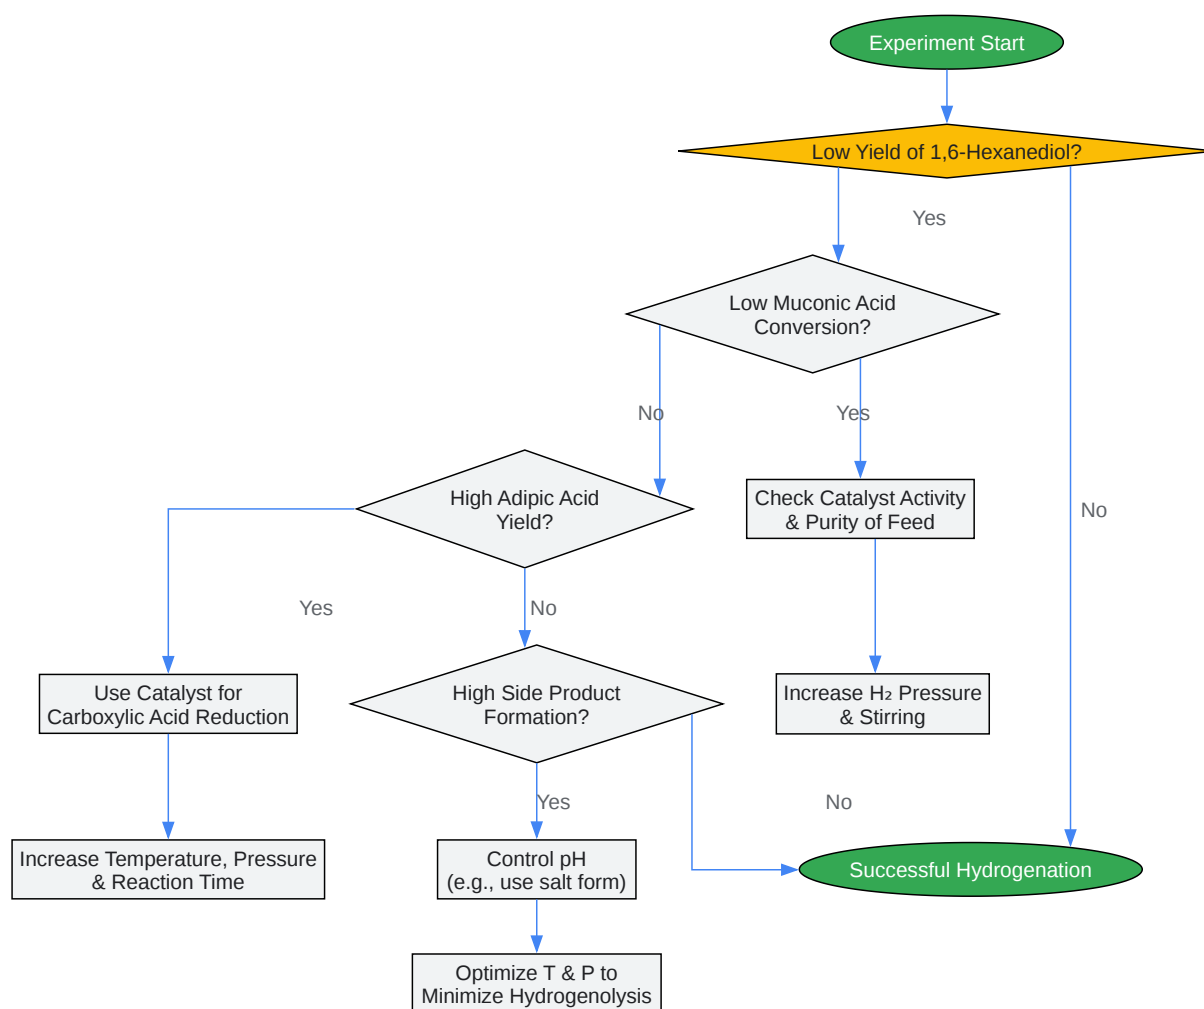 Experiment Start
Low Yield of 1,6-Hexanediol?
Yes
Low Muconic Acid
Conversion?
No
Yes
High Adipic Acid
Yield?
Check Catalyst Activity
& Purity of Feed
No
Yes
No
Use Catalyst for
Carboxylic Acid Reduction
High Side Product
Formation?
Increase H₂ Pressure
& Stirring
Yes
No
Increase Temperature, Pressure
& Reaction Time
Control pH
(e.g., use salt form)
Successful Hydrogenation
Optimize T & P to
Minimize Hydrogenolysis